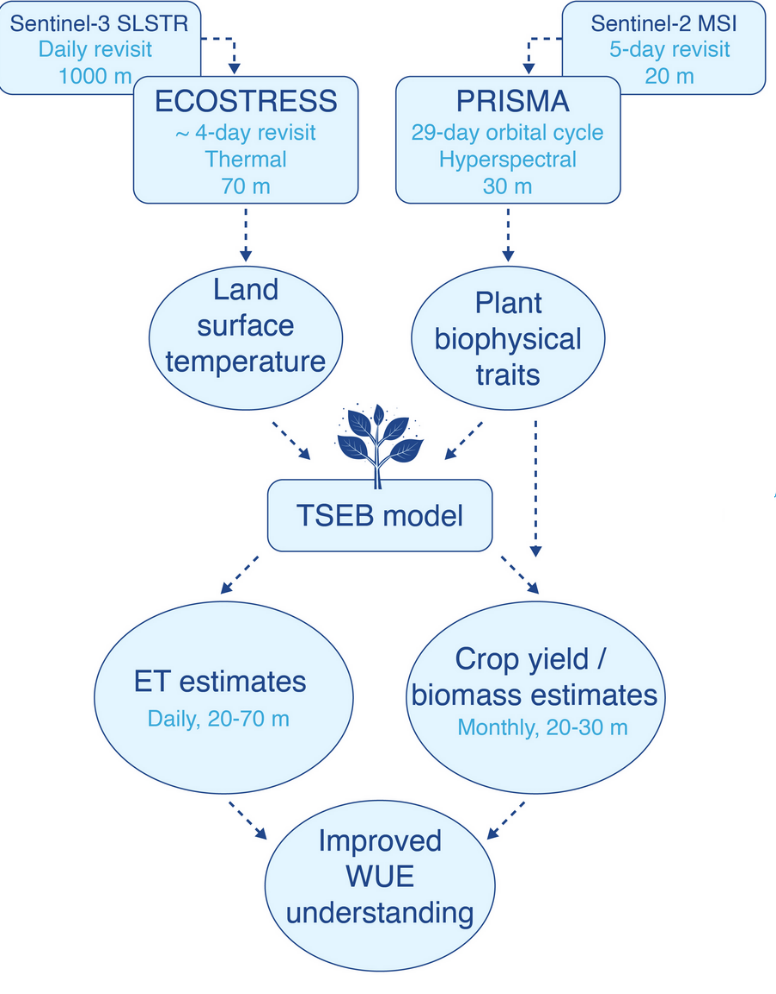 Sentinel-3 SLSTR
Daily revisit
1000 m
Sentinel-2 MSI
5-day revisit
20 m
ECOSTRESS
~ 4-day revisit
Thermal
70 m
PRISMA
29-day orbital cycle
Hyperspectral
30 m
Land
surface
temperature
Plant
biophysical
traits
TSEB model
ET estimates
Daily, 20-70 m
Crop yield /
biomass estimates
Monthly, 20-30 m
Improved
WUE
understanding